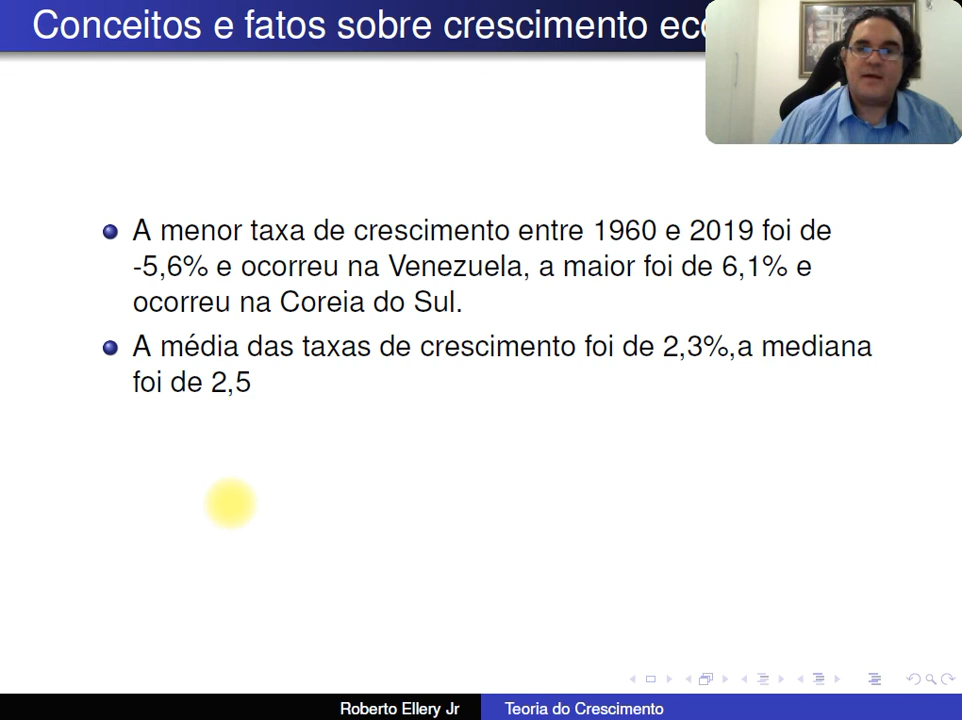 Conceitos e fatos sobre crescimento
A menor taxa de crescimento entre 1960 e 2019 foi de
-5,6% e ocorreu na Venezuela, a maior foi de 6,1% e
ocorreu na Coreia do Sul.
A média das taxas de crescimento foi de 2,3%,a mediana
foi de 2,5
Roberto Ellery Jr
Teoria do Crescimento